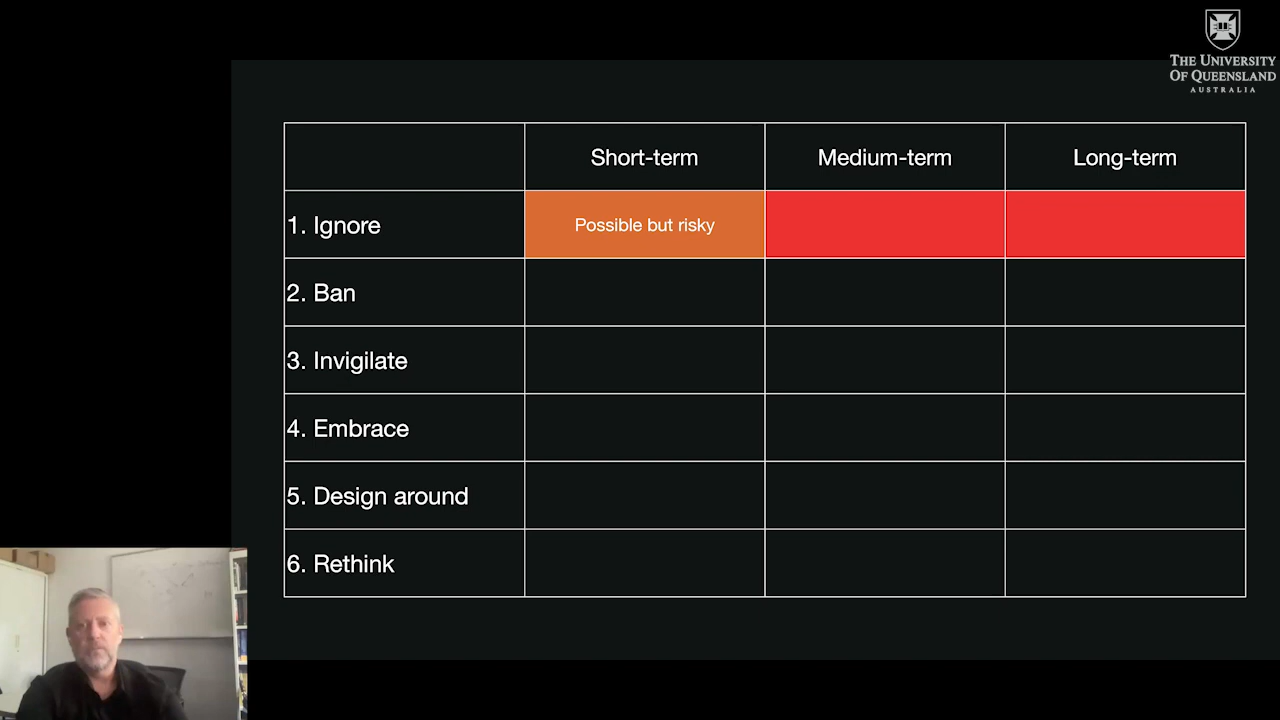 THE UNIVERSITY
OF QUEENSLAND
AUSTRALIA
Short-term
Medium-term
Long-term
1. Ignore
Possible but risky
2. Ban
3. Invigilate
4. Embrace
5. Design around
6. Rethink